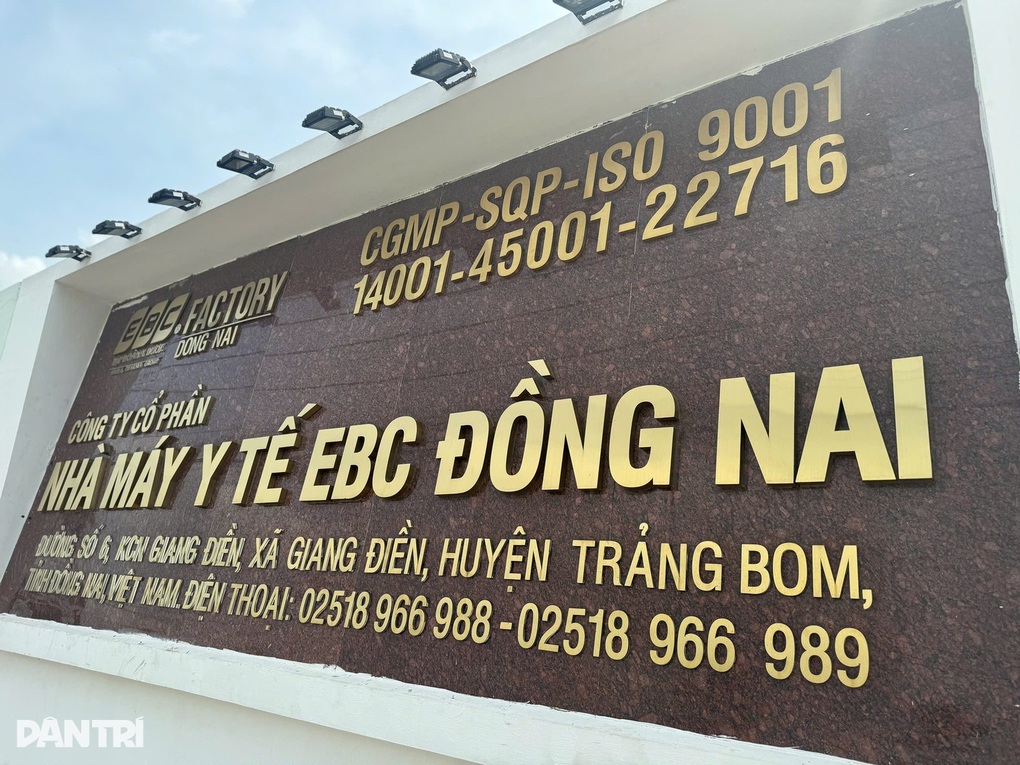 CGMP-SQP-ISO 9001
14001-45001-22716
EBC.FACTORY
ĐỒNG NAI
CÔNG TY CỔ PHẦN
NHÀ MÁY Y TẾ EBC ĐỒNG NAI
ĐƯỜNG SỐ 6, KCN GIANG ĐIỀN, XÃ GIANG ĐIỀN, HUYỆN TRẢNG BOM,
TỈNH ĐỒNG NAI, VIỆT NAM. ĐIỆN THOẠI: 02518 966 988 - 02518 966 989
DÂN TRÍ